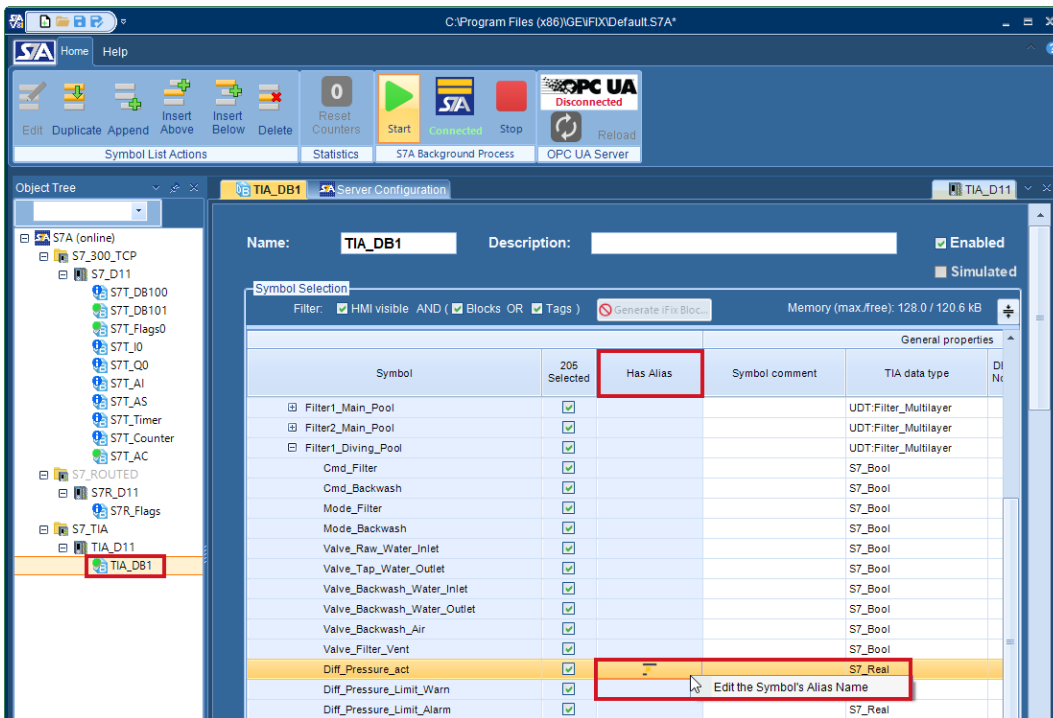 C:\Program Files (x86)\GE\iFIX\Default.S7A*
S7A Home Help
Edit Duplicate Append Insert Above Insert Below Delete
Symbol List Actions
0 Reset Counters
Statistics
Start S7A Connected Stop
S7A Background Process
OPC UA
Disconnected
Reload
OPC UA Server
Object Tree
TIA_DB1 Server Configuration TIA_D11
S7A (online)
S7_300_TCP
S7_D11
S7T_DB100
S7T_DB101
S7T_Flags0
S7T_I0
S7T_Q0
S7T_AI
S7T_AS
S7T_Timer
S7T_Counter
S7T_AC
S7_ROUTED
S7R_D11
S7R_Flags
S7_TIA
TIA_D11
TIA_DB1
Name: TIA_DB1 Description: Enabled
Simulated
Symbol Selection
Filter: HMI visible AND ( Blocks OR Tags ) Generate iFix Bloc... Memory (max./free): 128.0 / 120.6 kB
General properties
Symbol 205 Selected Has Alias Symbol comment TIA data type
Filter1_Main_Pool UDT:Filter_Multilayer
Filter2_Main_Pool UDT:Filter_Multilayer
Filter1_Diving_Pool UDT:Filter_Multilayer
Cmd_Filter S7_Bool
Cmd_Backwash S7_Bool
Mode_Filter S7_Bool
Mode_Backwash S7_Bool
Valve_Raw_Water_Inlet S7_Bool
Valve_Tap_Water_Outlet S7_Bool
Valve_Backwash_Water_Inlet S7_Bool
Valve_Backwash_Water_Outlet S7_Bool
Valve_Backwash_Air S7_Bool
Valve_Filter_Vent S7_Bool
Diff_Pressure_act S7_Real
Diff_Pressure_Limit_Warn Edit the Symbol's Alias Name
Diff_Pressure_Limit_Alarm S7_Real